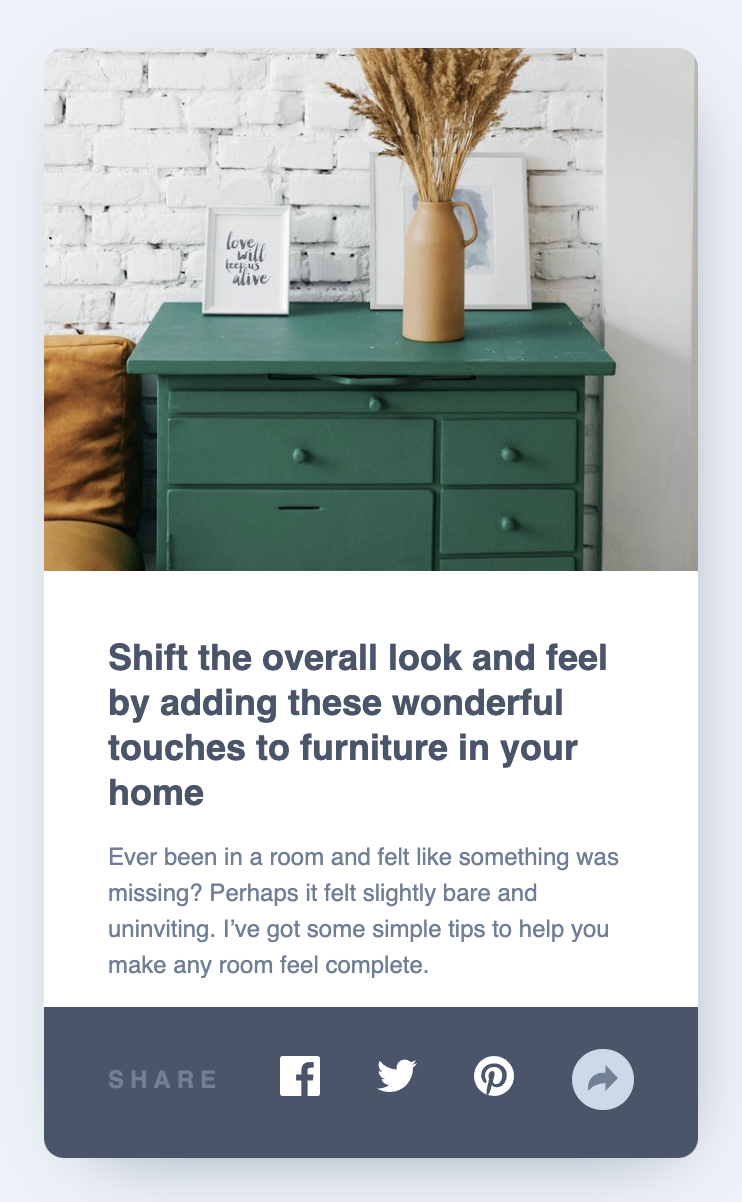 love
will
keep us
alive
Shift the overall look and feel
by adding these wonderful
touches to furniture in your
home
Ever been in a room and felt like something was
missing? Perhaps it felt slightly bare and
uninviting. I’ve got some simple tips to help you
make any room feel complete.
SHARE